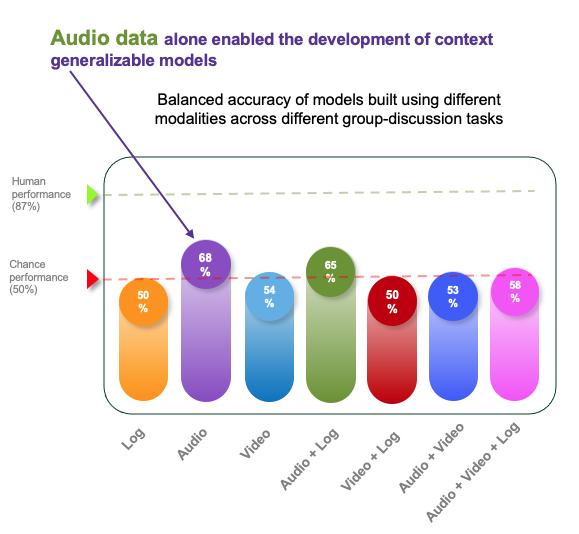 Audio data alone enabled the development of context
generalizable models
Balanced accuracy of models built using different
modalities across different group-discussion tasks
Human
performance
(87%)
Chance
performance
(50%)
50
%
68
%
54
%
65
%
50
%
53
%
58
%
Log
Audio
Video
Audio + Log
Video + Log
Audio + Video
Audio + Video + Log